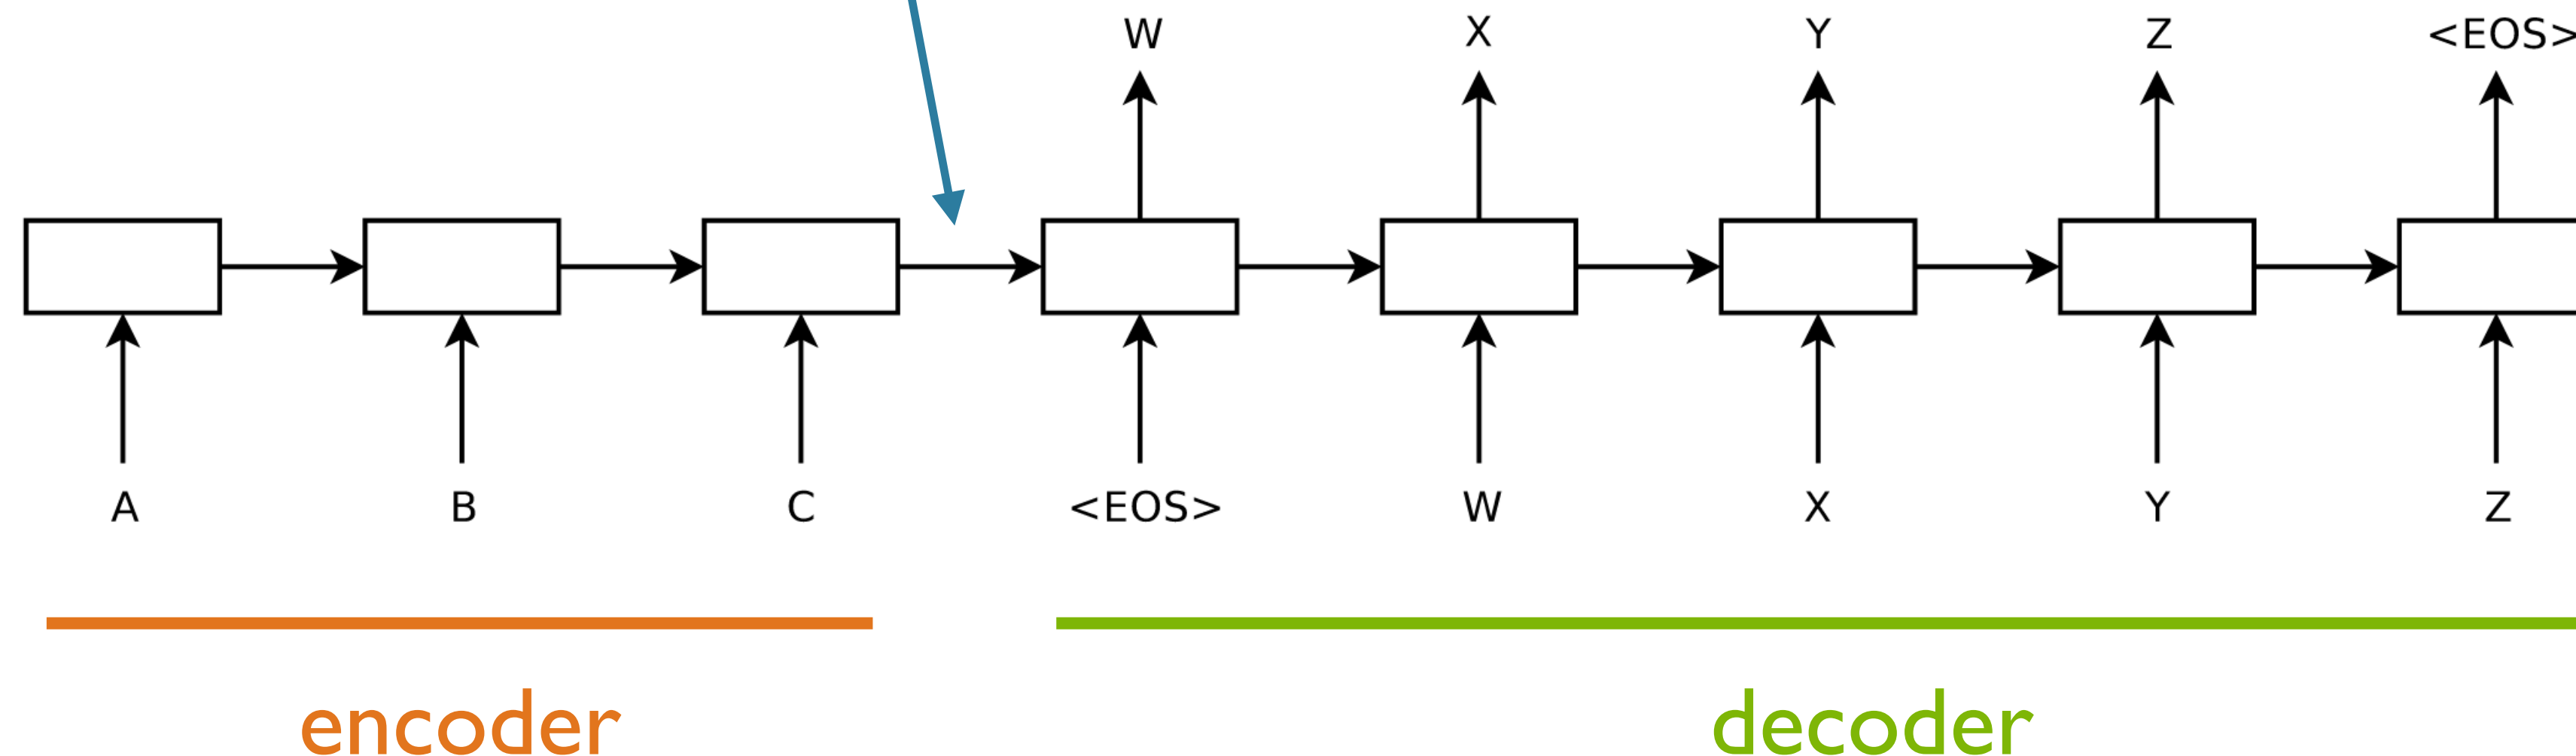 W X Y Z <EOS>
A B C <EOS> W X Y Z
encoder decoder